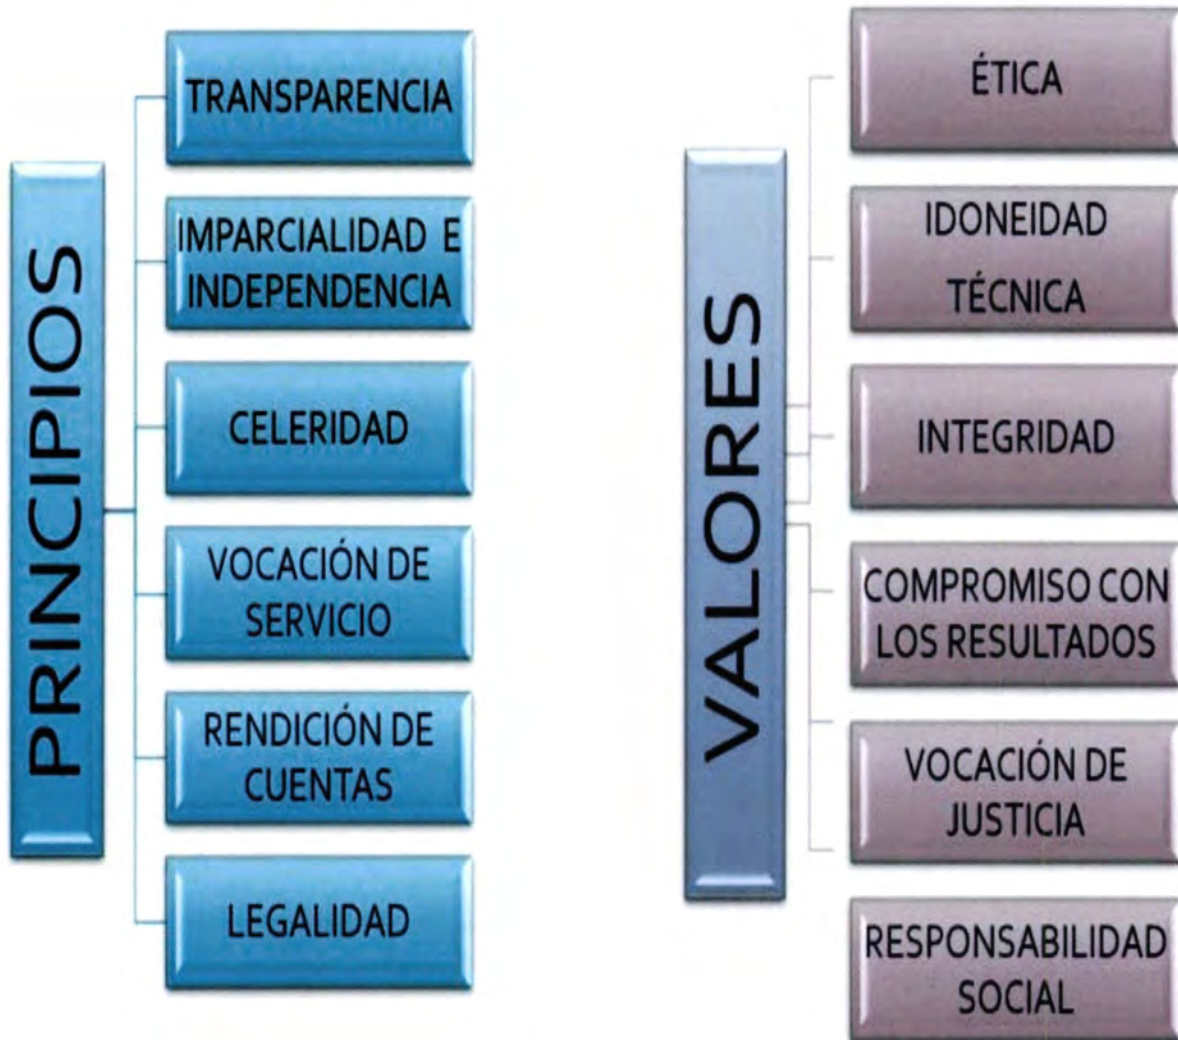 PRINCIPIOS
TRANSPARENCIA
IMPARCIALIDAD E
INDEPENDENCIA
CELERIDAD
VOCACIÓN DE
SERVICIO
RENDICIÓN DE
CUENTAS
LEGALIDAD
VALORES
ÉTICA
IDONEIDAD
TÉCNICA
INTEGRIDAD
COMPROMISO CON
LOS RESULTADOS
VOCACIÓN DE
JUSTICIA
RESPONSABILIDAD
SOCIAL